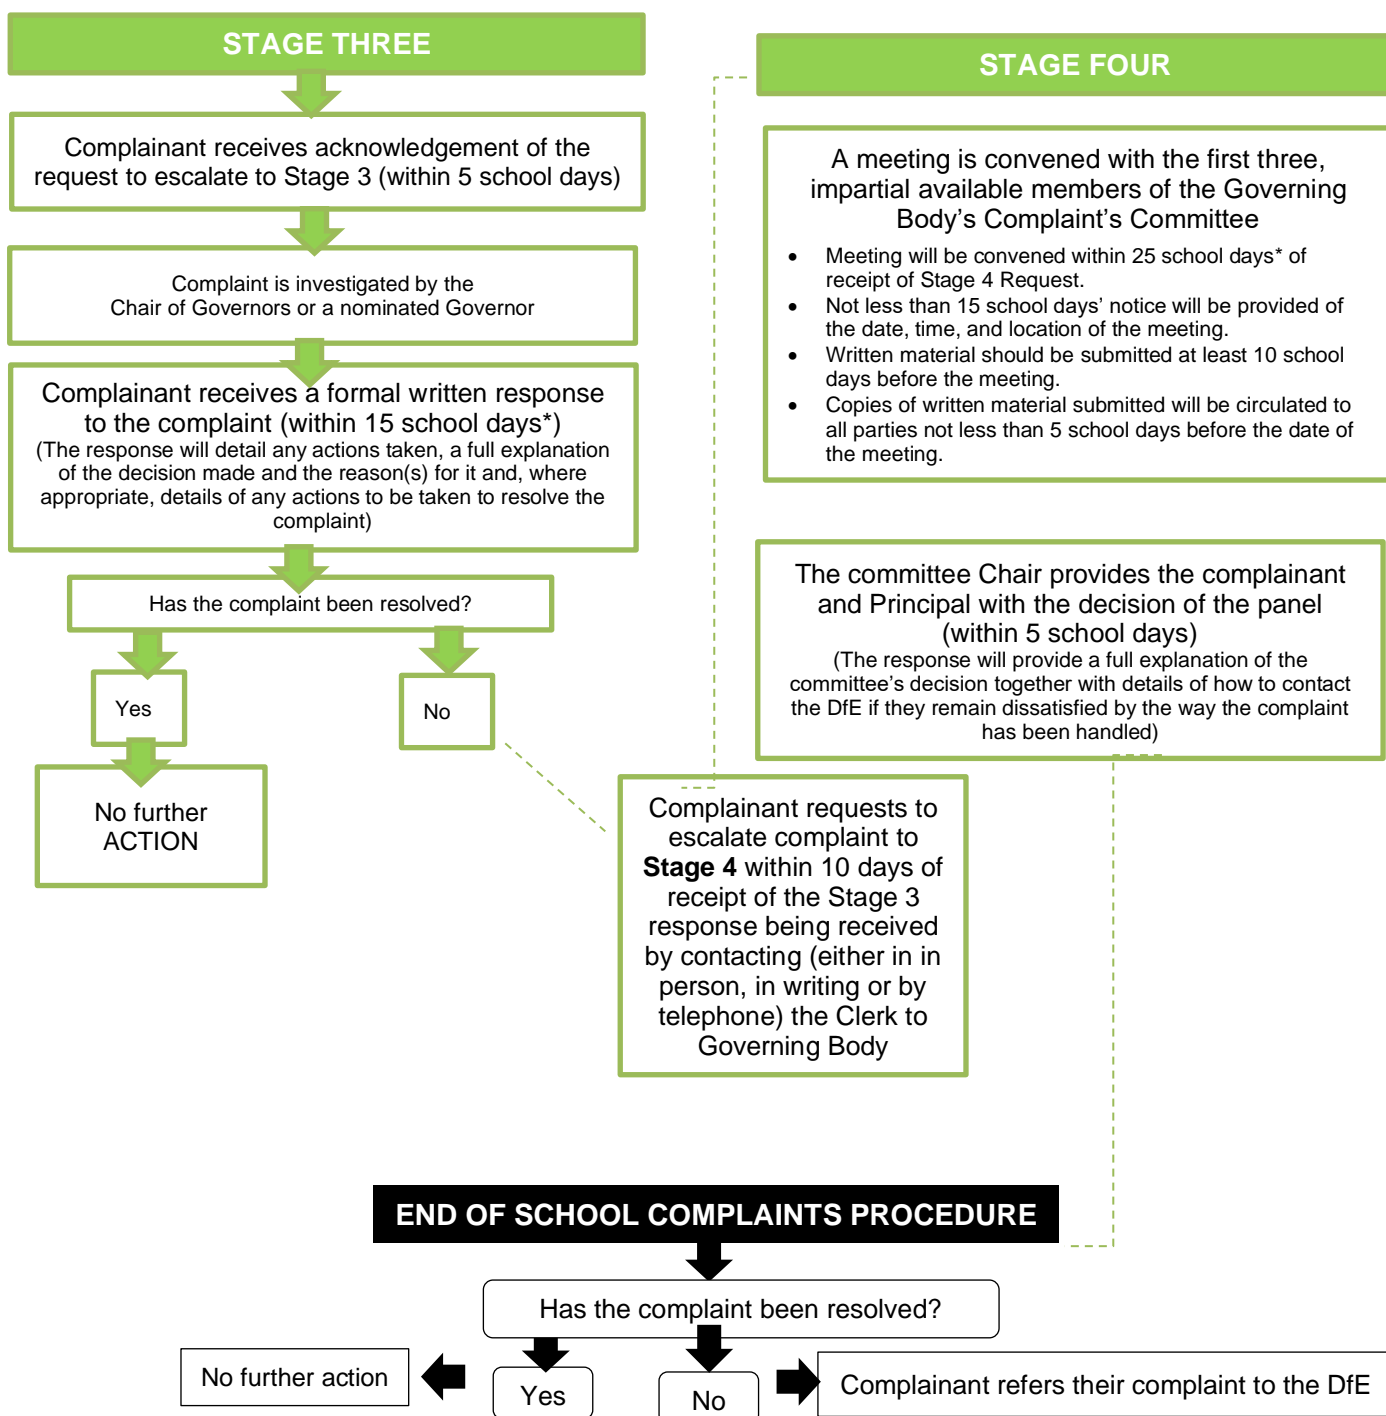 STAGE THREE
Complainant receives acknowledgement of the
request to escalate to Stage 3 (within 5 school days)
Complaint is investigated by the
Chair of Governors or a nominated Governor
Complainant receives a formal written response
to the complaint (within 15 school days*)
(The response will detail any actions taken, a full explanation
of the decision made and the reason(s) for it and, where
appropriate, details of any actions to be taken to resolve the
complaint)
Has the complaint been resolved?
Yes
No
No further
ACTION
Complainant requests to
escalate complaint to
Stage 4 within 10 days of
receipt of the Stage 3
response being received
by contacting (either in in
person, in writing or by
telephone) the Clerk to
Governing Body
STAGE FOUR
A meeting is convened with the first three,
impartial available members of the Governing
Body's Complaint's Committee
• Meeting will be convened within 25 school days* of
receipt of Stage 4 Request.
• Not less than 15 school days' notice will be provided of
the date, time, and location of the meeting.
• Written material should be submitted at least 10 school
days before the meeting.
• Copies of written material submitted will be circulated to
all parties not less than 5 school days before the date of
the meeting.
The committee Chair provides the complainant
and Principal with the decision of the panel
(within 5 school days)
(The response will provide a full explanation of the
committee's decision together with details of how to contact
the DfE if they remain dissatisfied by the way the complaint
has been handled)
END OF SCHOOL COMPLAINTS PROCEDURE
Has the complaint been resolved?
No further action
Yes
No
Complainant refers their complaint to the DfE